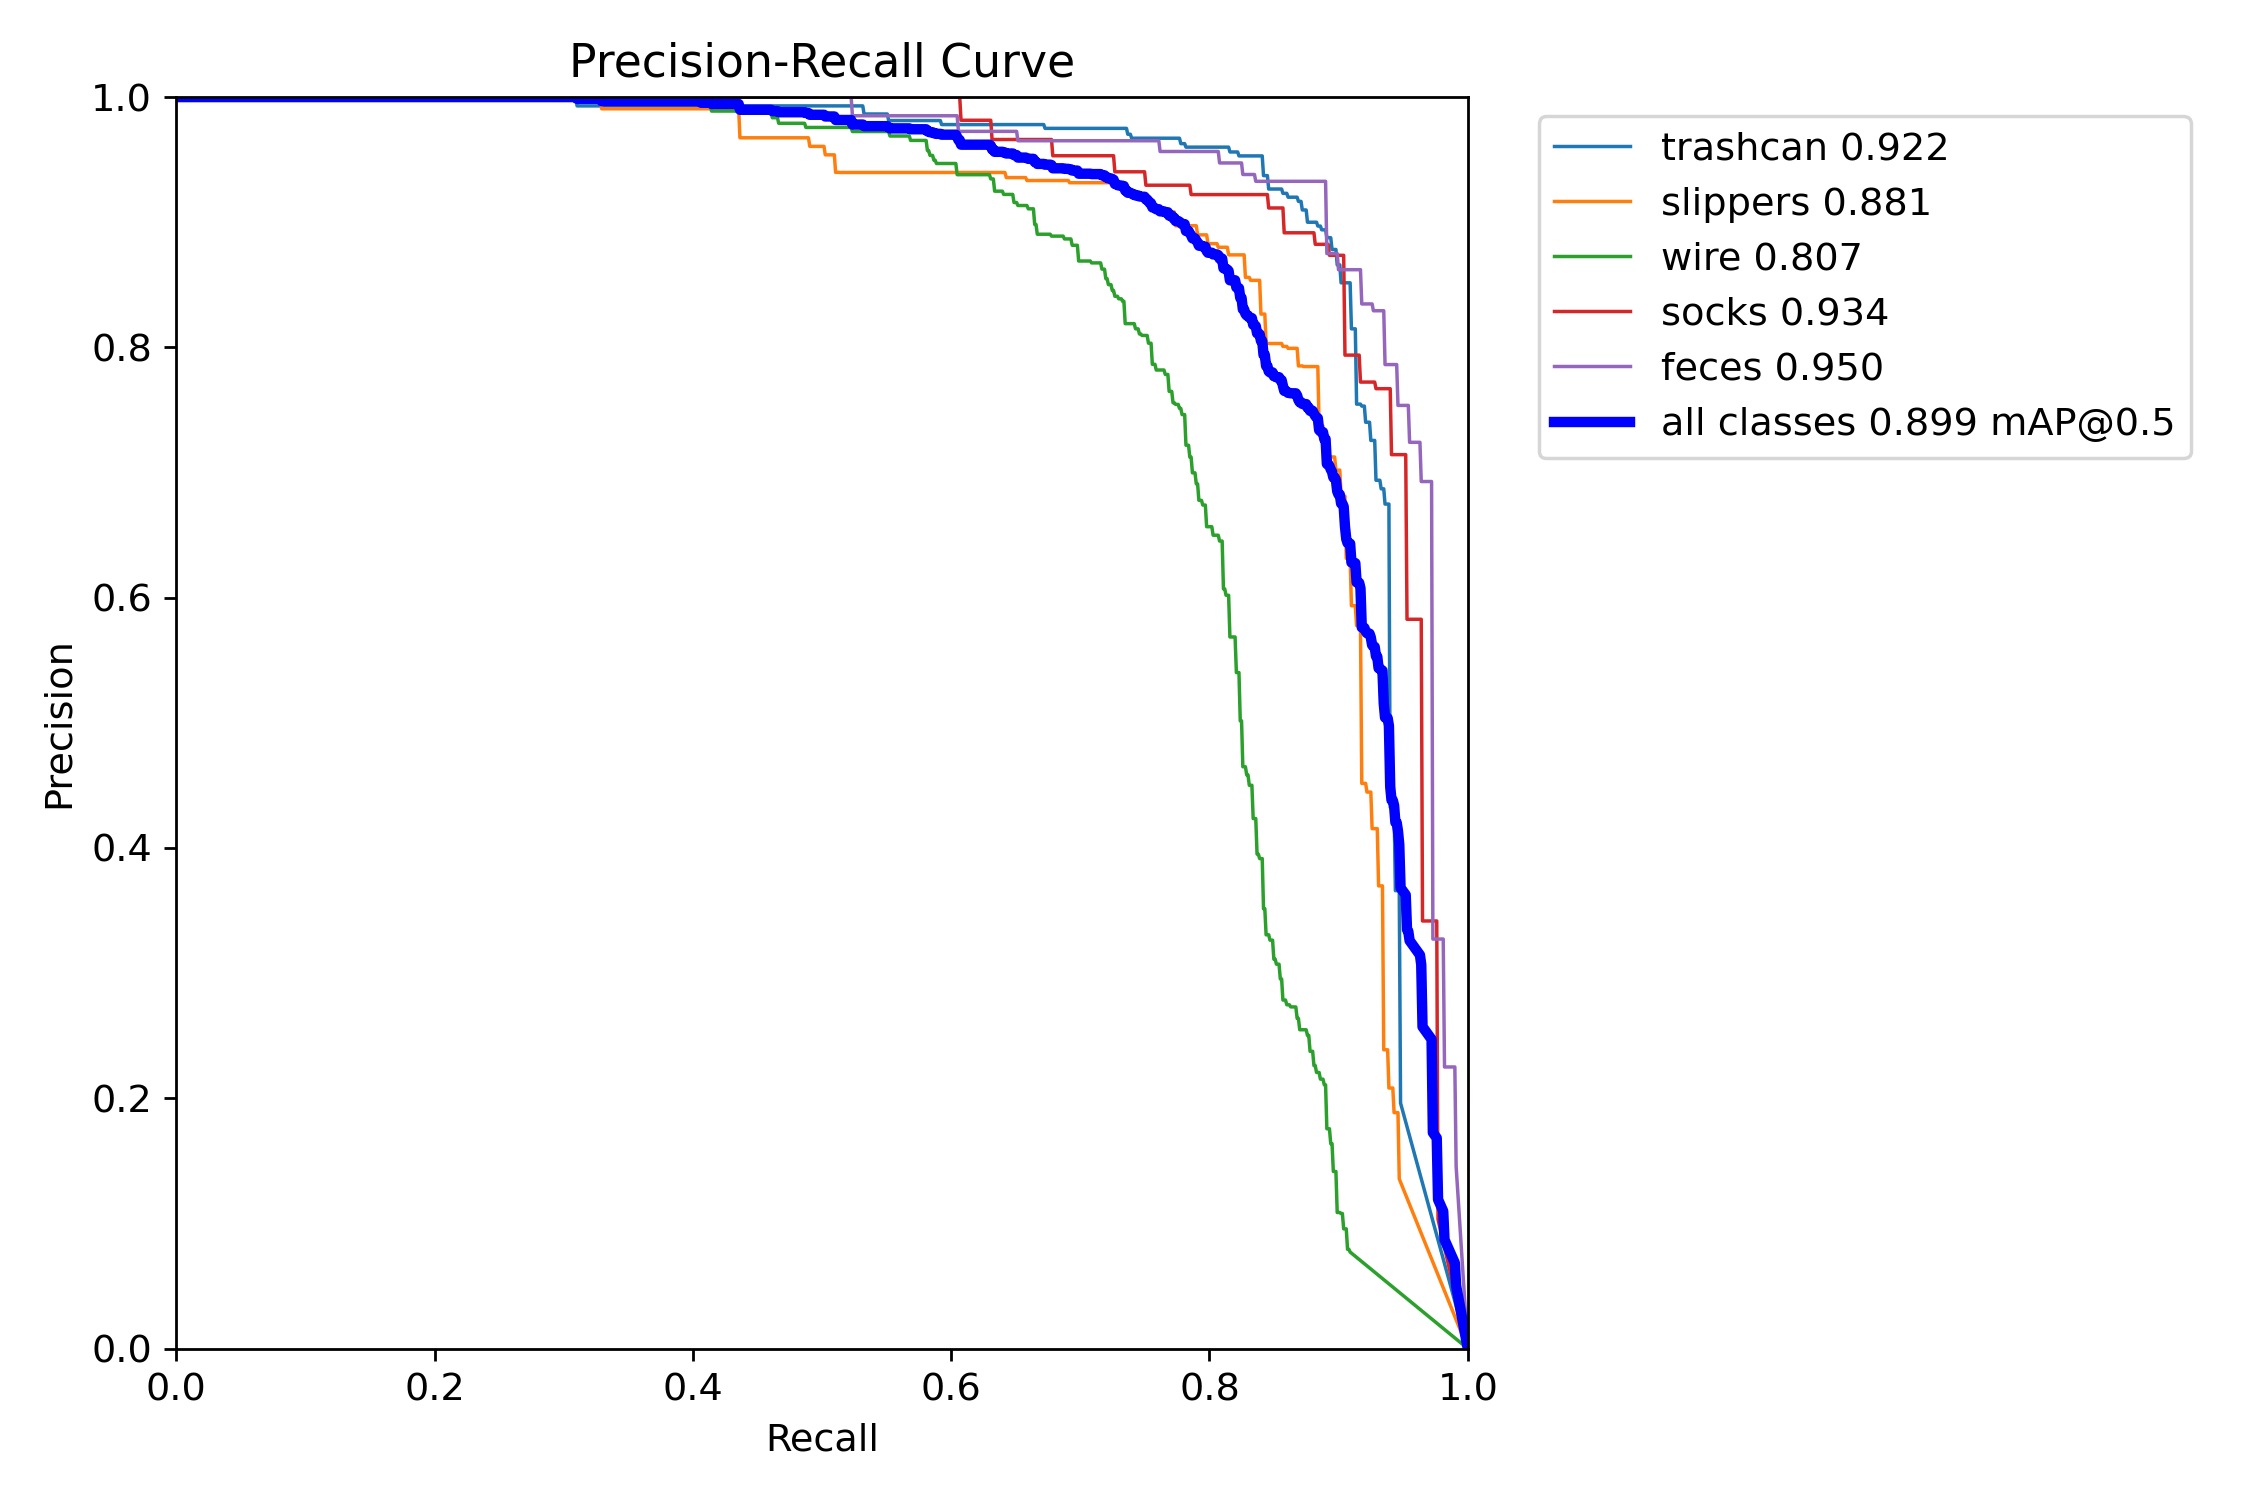 Precision-Recall Curve
1.0
0.8
0.6
0.4
0.2
0.0
Precision
0.0 0.2 0.4 0.6 0.8 1.0
Recall
trashcan 0.922
slippers 0.881
wire 0.807
socks 0.934
feces 0.950
all classes 0.899 mAP@0.5